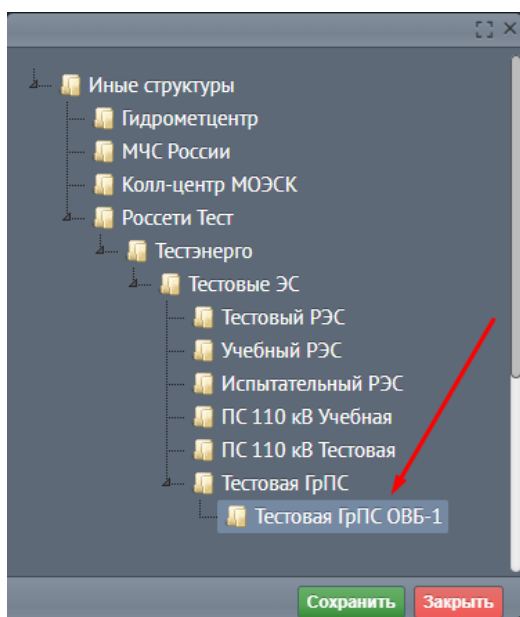 Иные структуры
Гидрометцентр
МЧС России
Колл-центр МОЭСК
Россети Тест
Тестэнерго
Тестовые ЭС
Тестовый РЭС
Учебный РЭС
Испытательный РЭС
ПС 110 кВ Учебная
ПС 110 кВ Тестовая
Тестовая ГрПС
Тестовая ГрПС ОВБ-1
Сохранить Закрыть